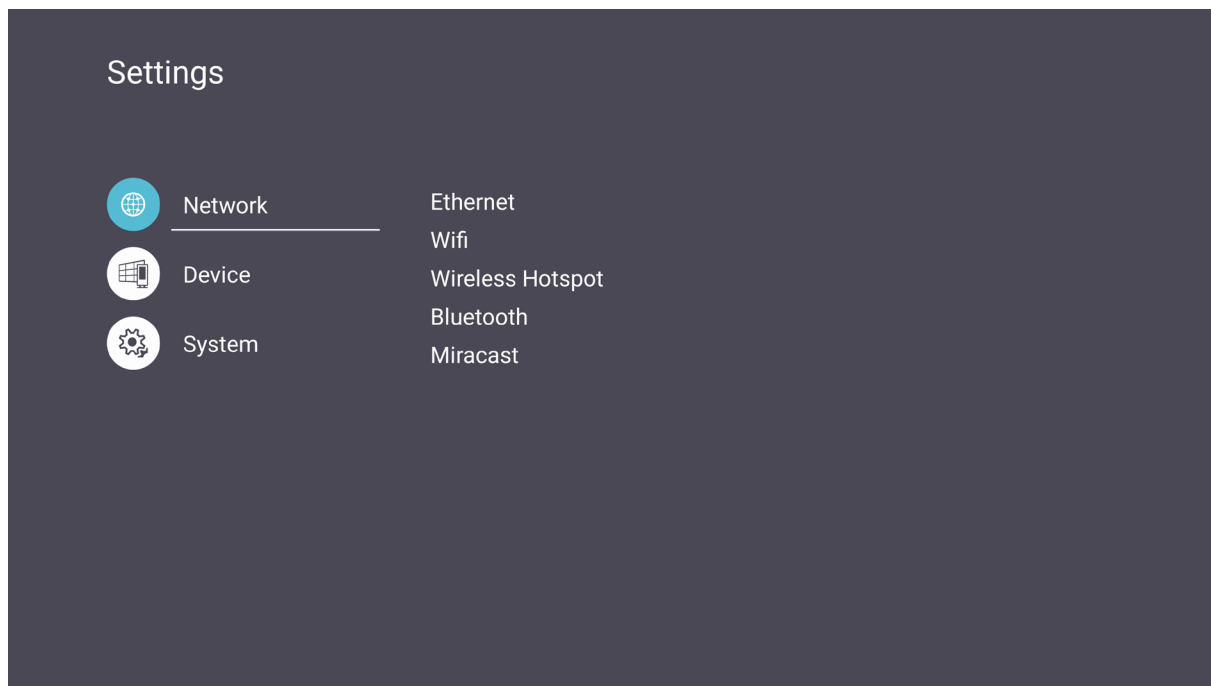 Settings
Network
Device
System
Ethernet
Wifi
Wireless Hotspot
Bluetooth
Miracast